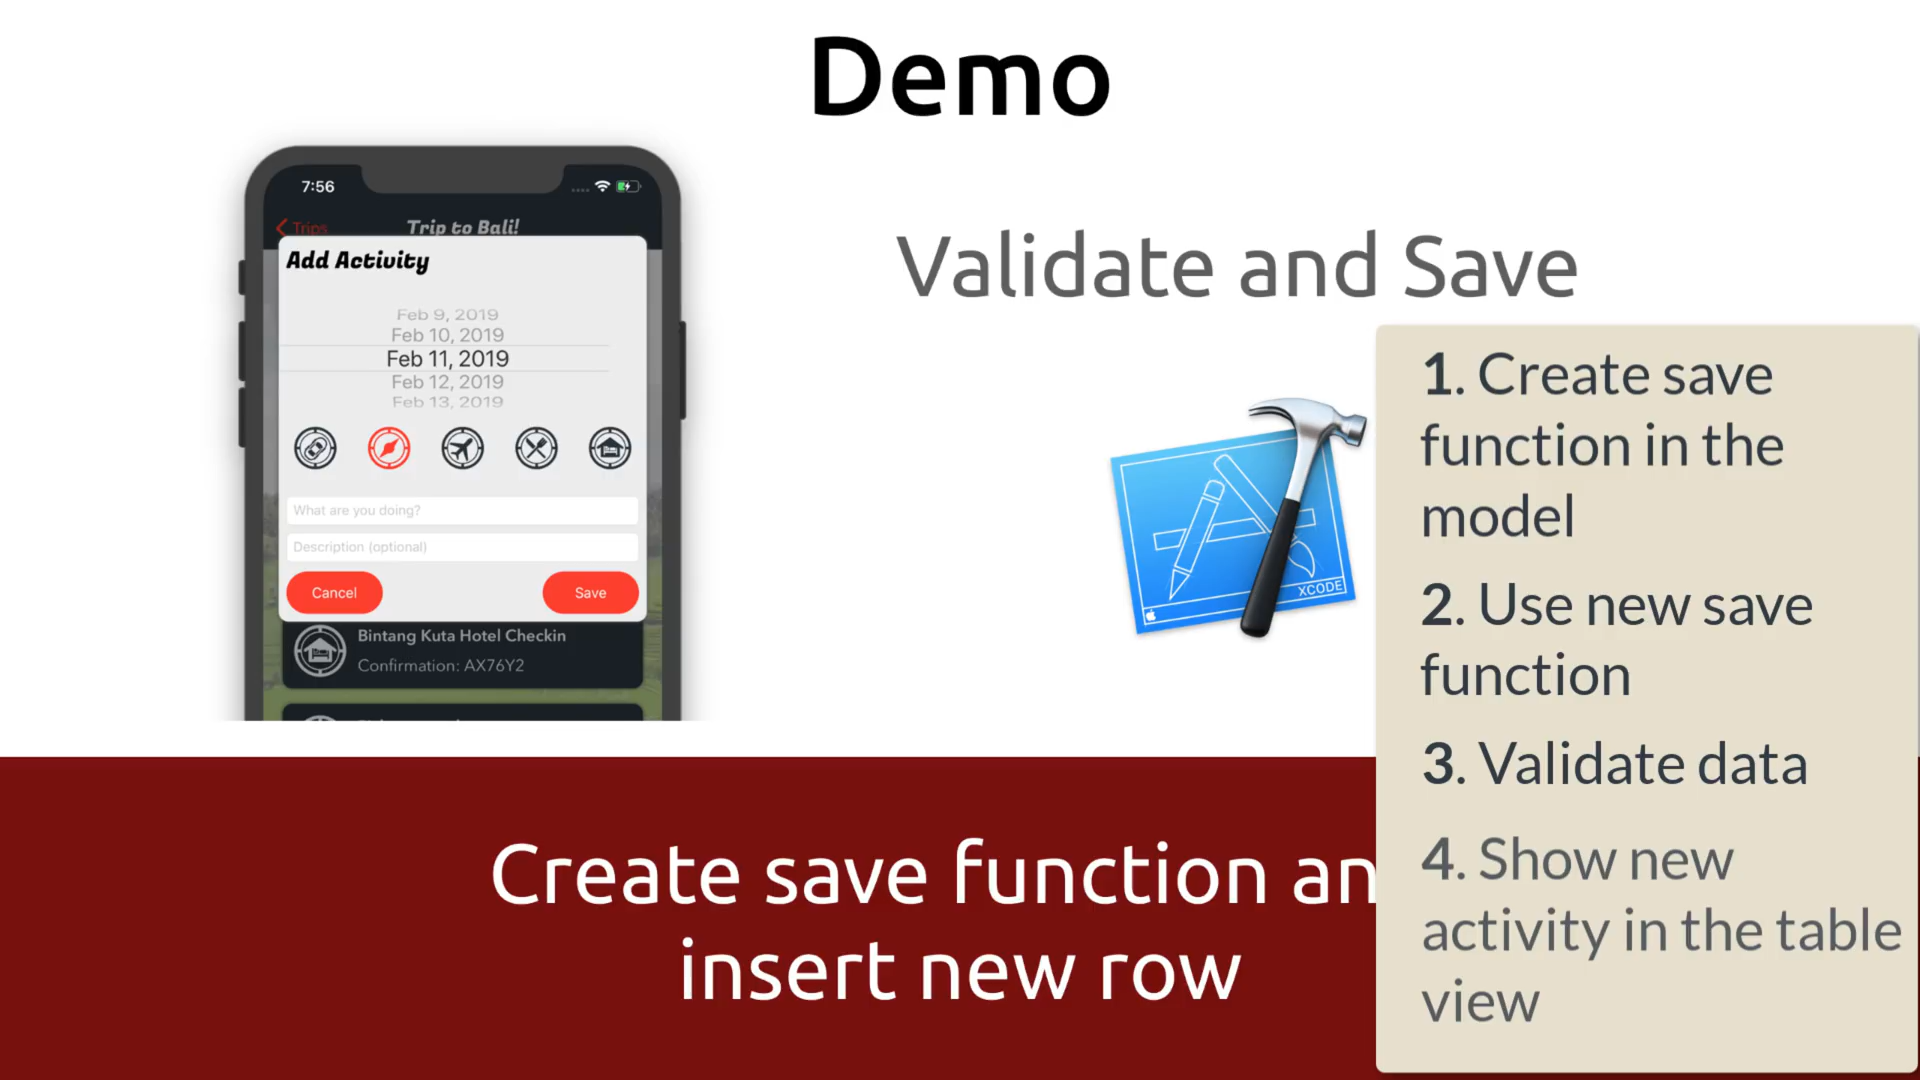 Demo
7:56
Trips
Trip to Bali!
Add Activity
Feb 9, 2019
Feb 10, 2019
Feb 11, 2019
Feb 12, 2019
Feb 13, 2019
What are you doing?
Description (optional)
Cancel
Save
Bintang Kuta Hotel Checkin
Confirmation: AX76Y2
Validate and Save
XCODE
1. Create save
function in the
model
2. Use new save
function
3. Validate data
4. Show new
activity in the table
view
Create save function an
insert new row